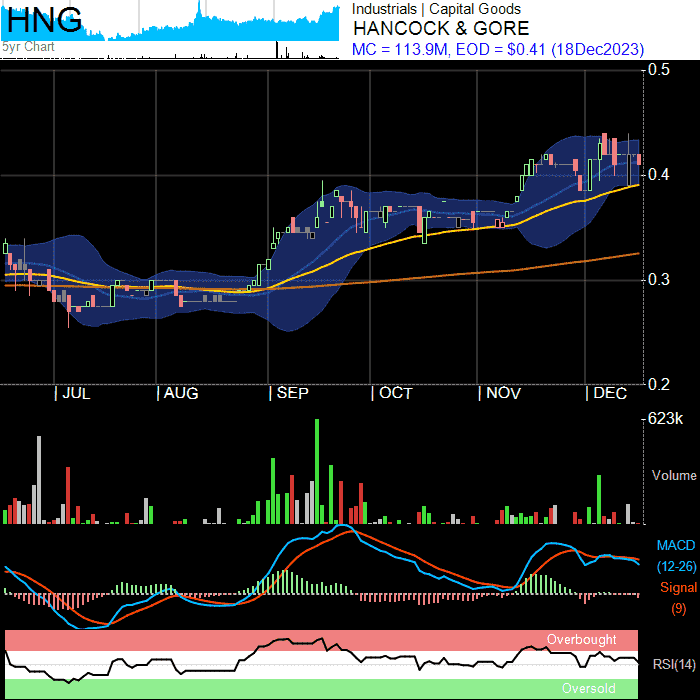 HNG
5yr Chart
Industrials | Capital Goods
HANCOCK & GORE
MC = 113.9M, EOD = $0.41 (18Dec2023)
0.5
0.4
0.3
0.2
| JUL | AUG | SEP | OCT | NOV | DEC
623k
Volume
MACD
(12-26)
Signal
(9)
Overbought
RSI(14)
Oversold